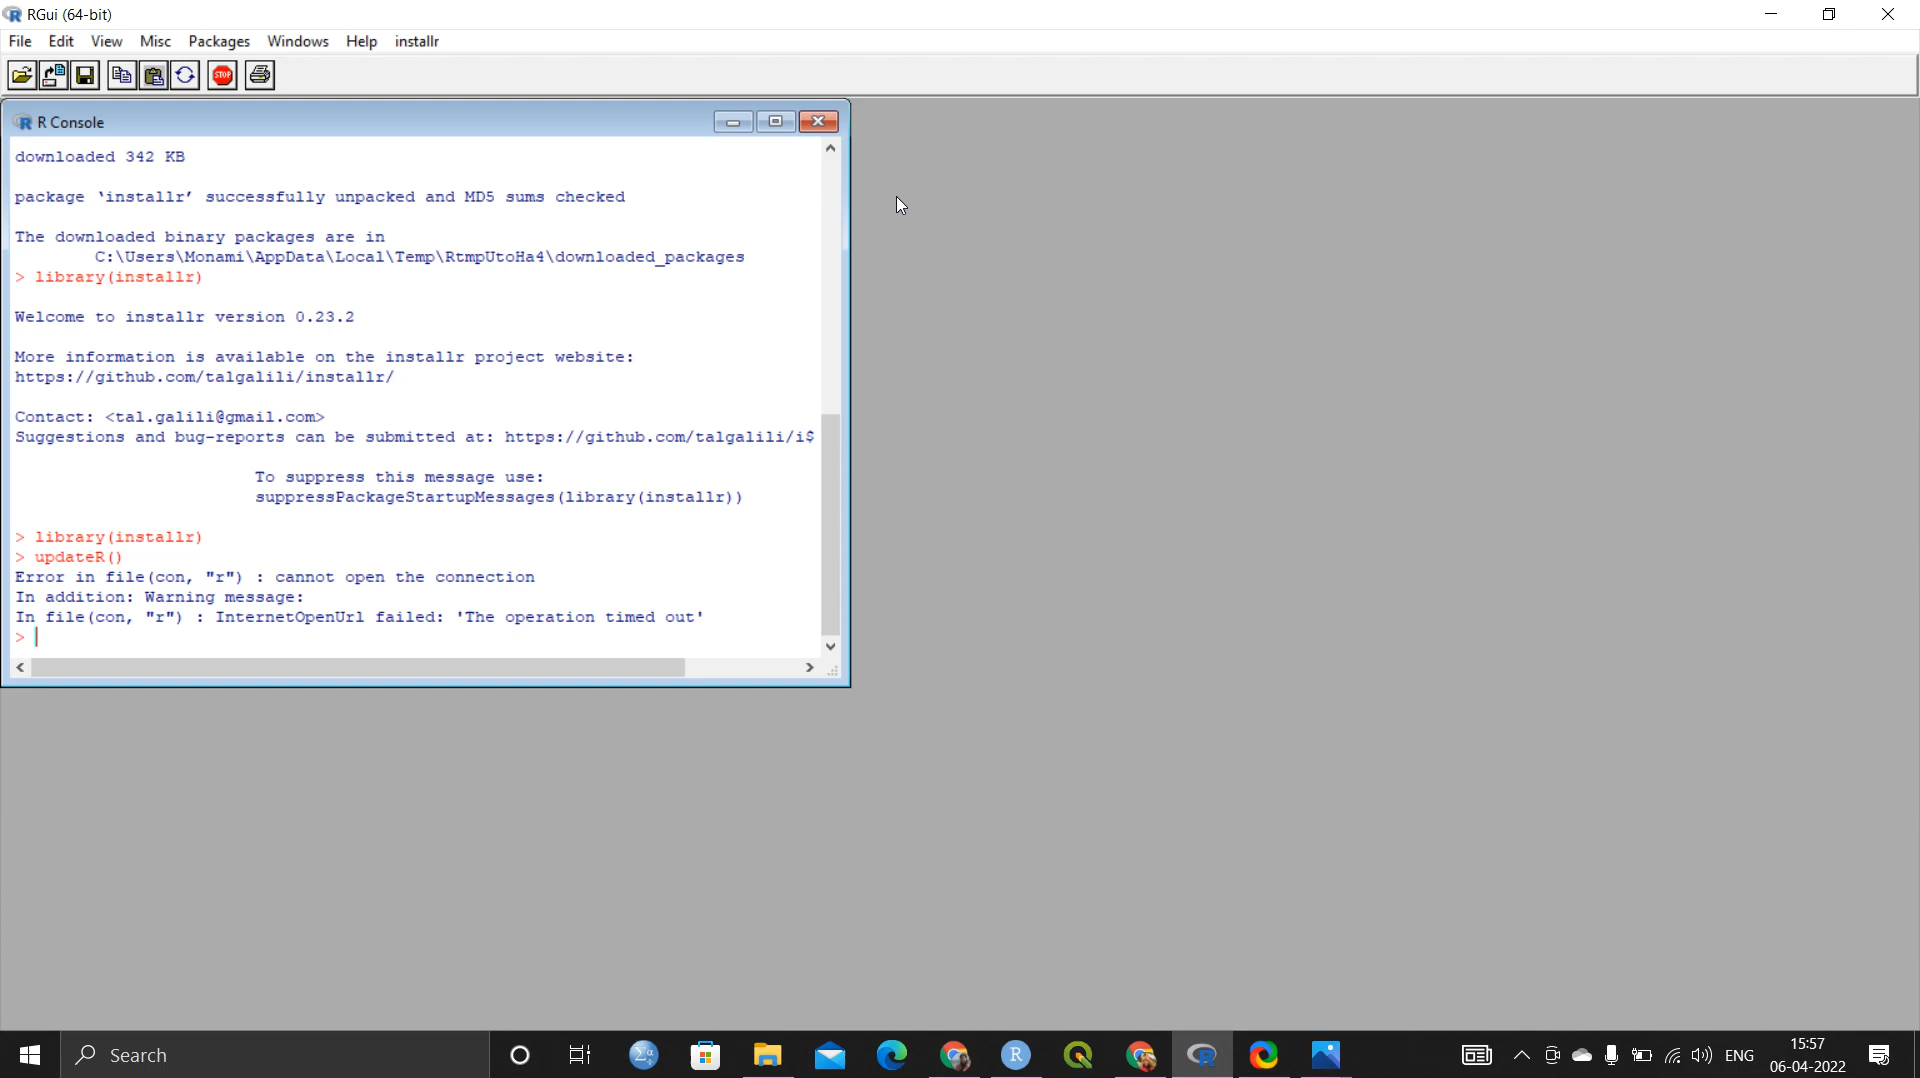 RGui (64-bit)
File Edit View Misc Packages Windows Help installr
STOP
R Console
downloaded 342 KB
package ‘installr’ successfully unpacked and MD5 sums checked
The downloaded binary packages are in
C:\Users\Monami\AppData\Local\Temp\RtmpUtoHa4\downloaded_packages
> library(installr)
Welcome to installr version 0.23.2
More information is available on the installr project website:
https://github.com/talgalili/installr/
Contact: <tal.galili@gmail.com>
Suggestions and bug-reports can be submitted at: https://github.com/talgalili/i$
To suppress this message use:
suppressPackageStartupMessages(library(installr))
> library(installr)
> updateR()
Error in file(con, "r") : cannot open the connection
In addition: Warning message:
In file(con, "r") : InternetOpenUrl failed: 'The operation timed out'
>
Search
ENG
15:57
06-04-2022